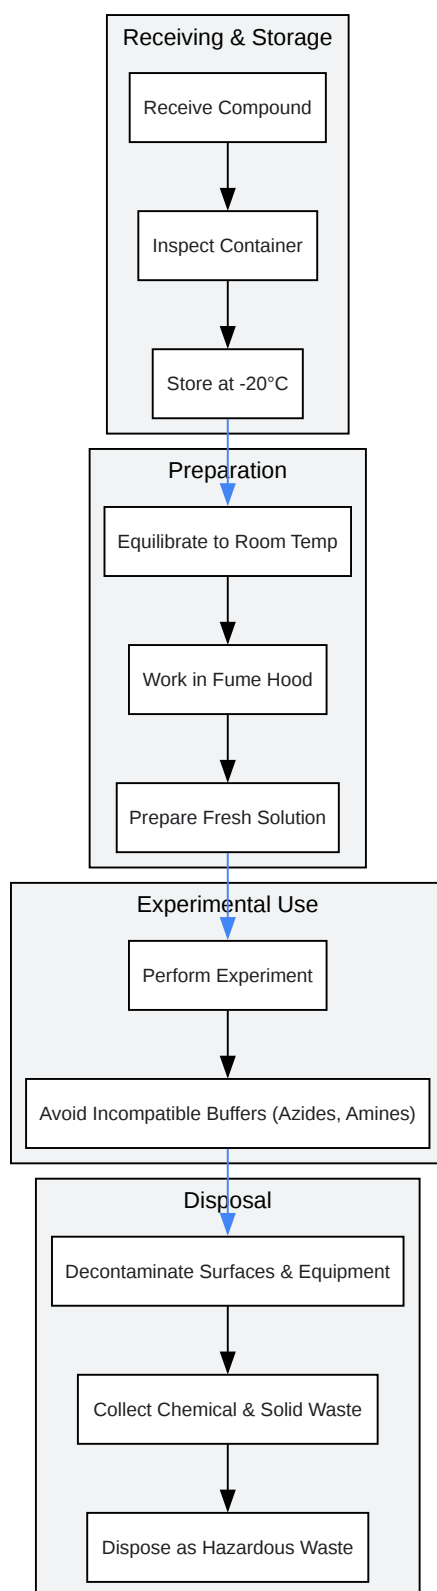 Receiving & Storage
Receive Compound
Inspect Container
Store at -20°C
Preparation
Equilibrate to Room Temp
Work in Fume Hood
Prepare Fresh Solution
Experimental Use
Perform Experiment
Avoid Incompatible Buffers (Azides, Amines)
Disposal
Decontaminate Surfaces & Equipment
Collect Chemical & Solid Waste
Dispose as Hazardous Waste